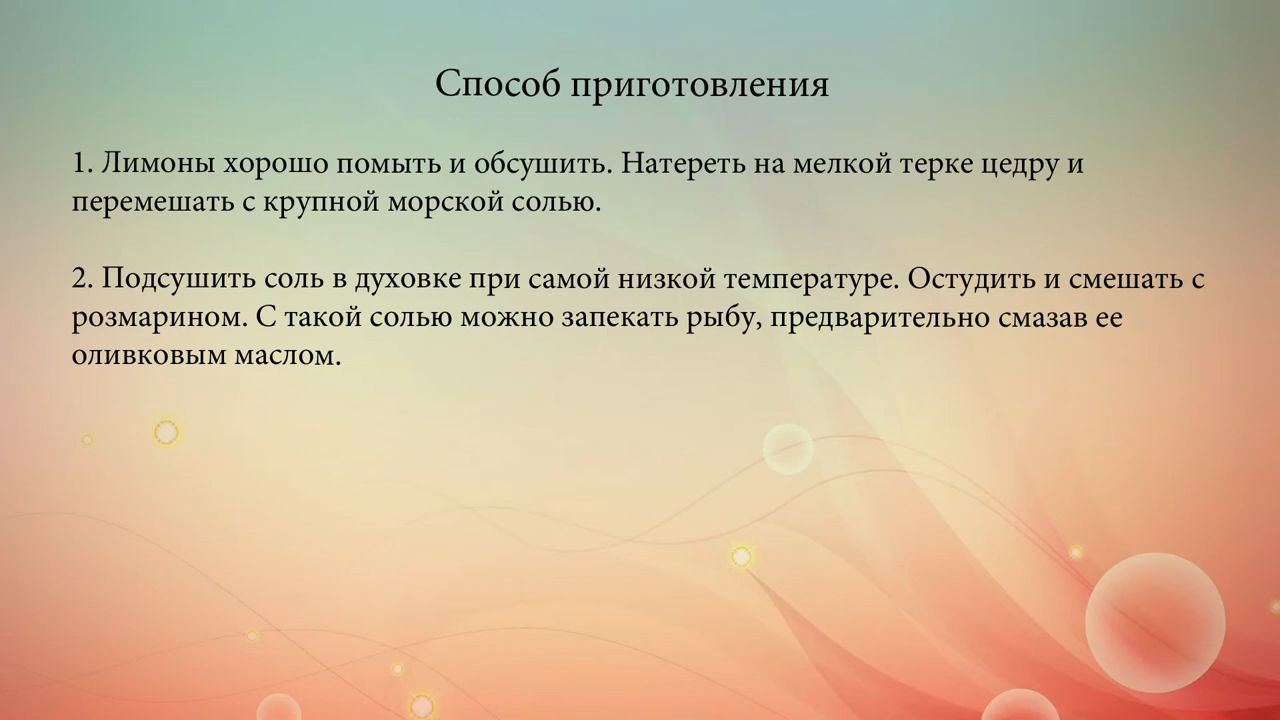 Способ приготовления
1. Лимоны хорошо помыть и обсушить. Натереть на мелкой терке цедру и
перемешать с крупной морской солью.
2. Подсушить соль в духовке при самой низкой температуре. Остудить и смешать с
розмарином. С такой солью можно запекать рыбу, предварительно смазав ее
оливковым маслом.